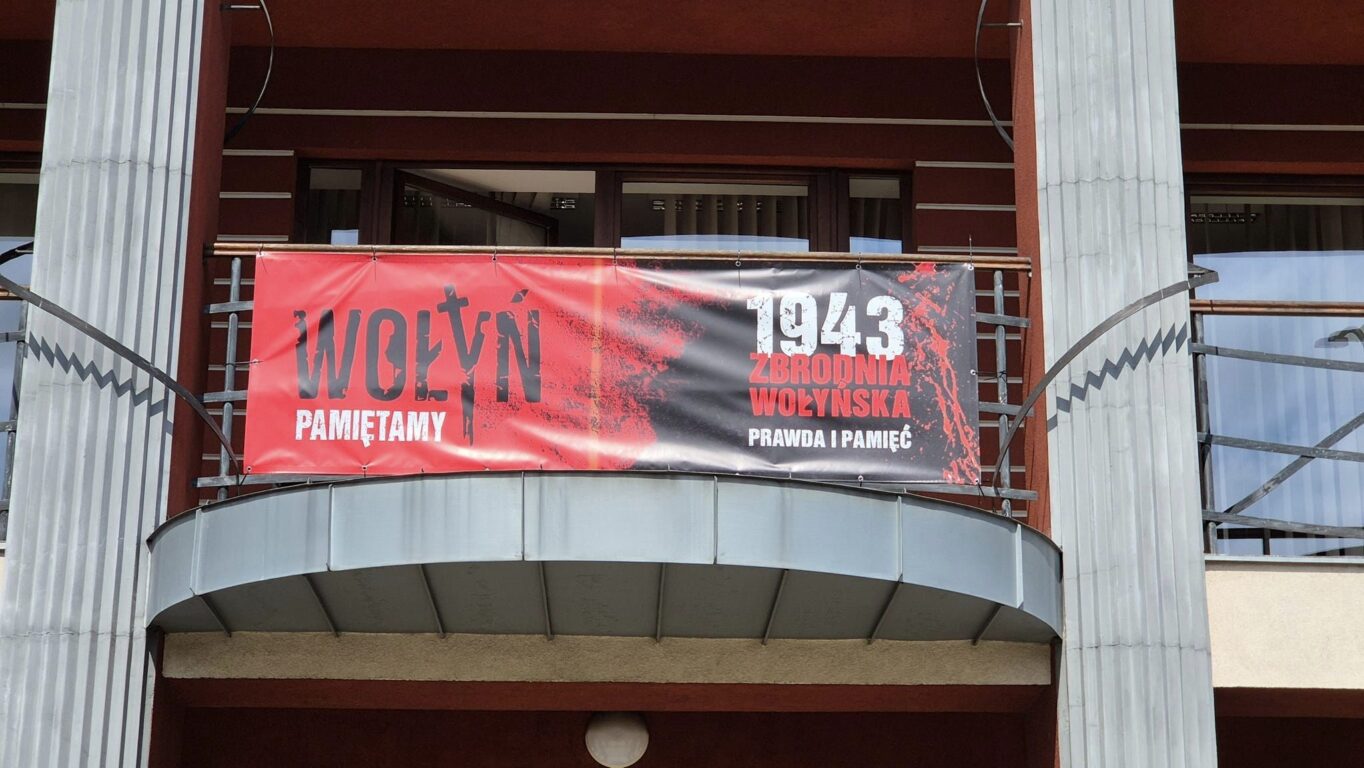 WOŁYŃ
PAMIĘTAMY
1943
ZBRODNIA
WOŁYŃSKA
PRAWDA I PAMIĘĆ